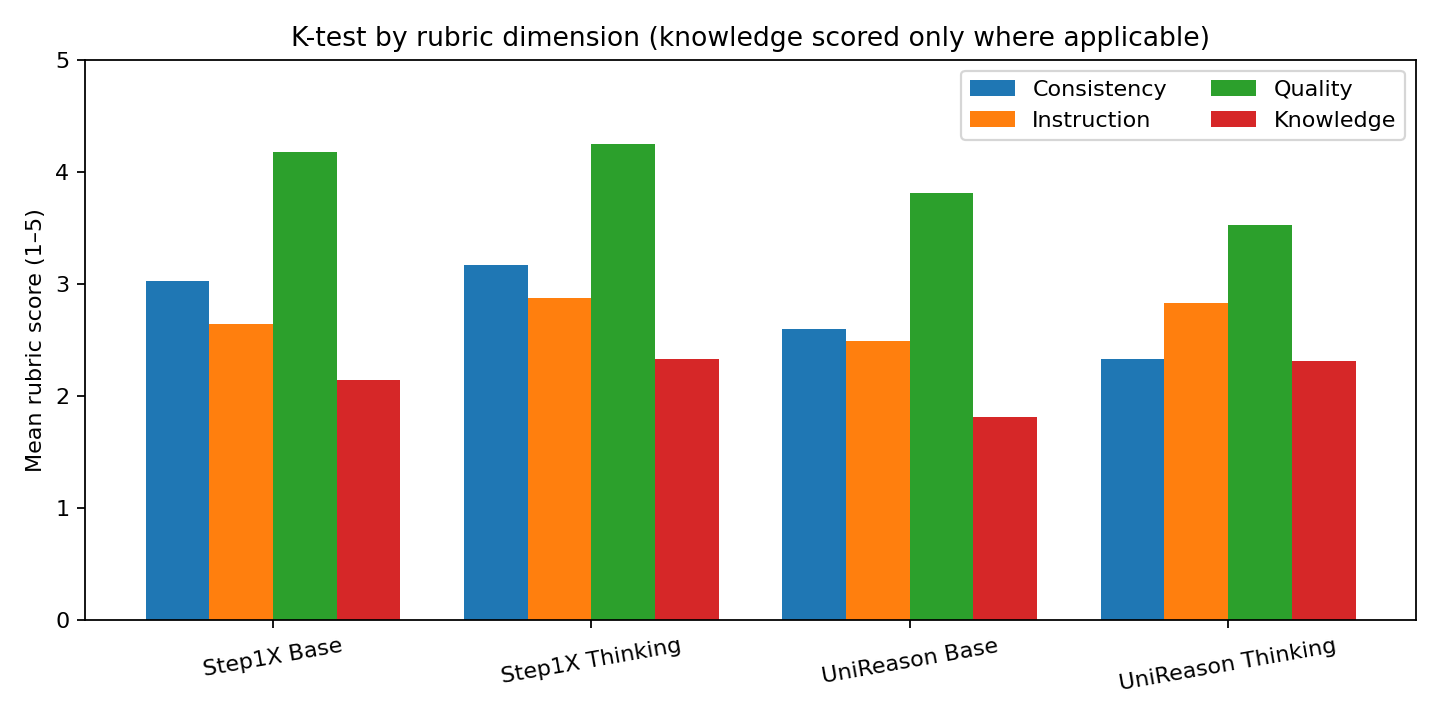 K-test by rubric dimension (knowledge scored only where applicable)
Mean rubric score (1–5)
5
4
3
2
1
0
Consistency
Instruction
Quality
Knowledge
Step1X Base
Step1X Thinking
UniReason Base
UniReason Thinking